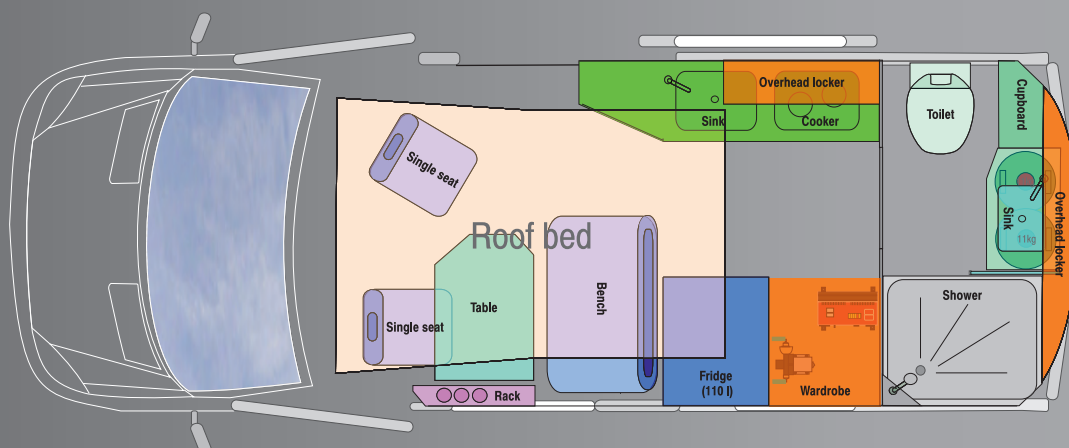 Overhead locker
Sink
Cooker
Toilet
Cupboard
Single seat
Roof bed
Sink
11kg
Overhead locker
Single seat
Table
Bench
Shower
Fridge
(110 l)
Wardrobe
Rack